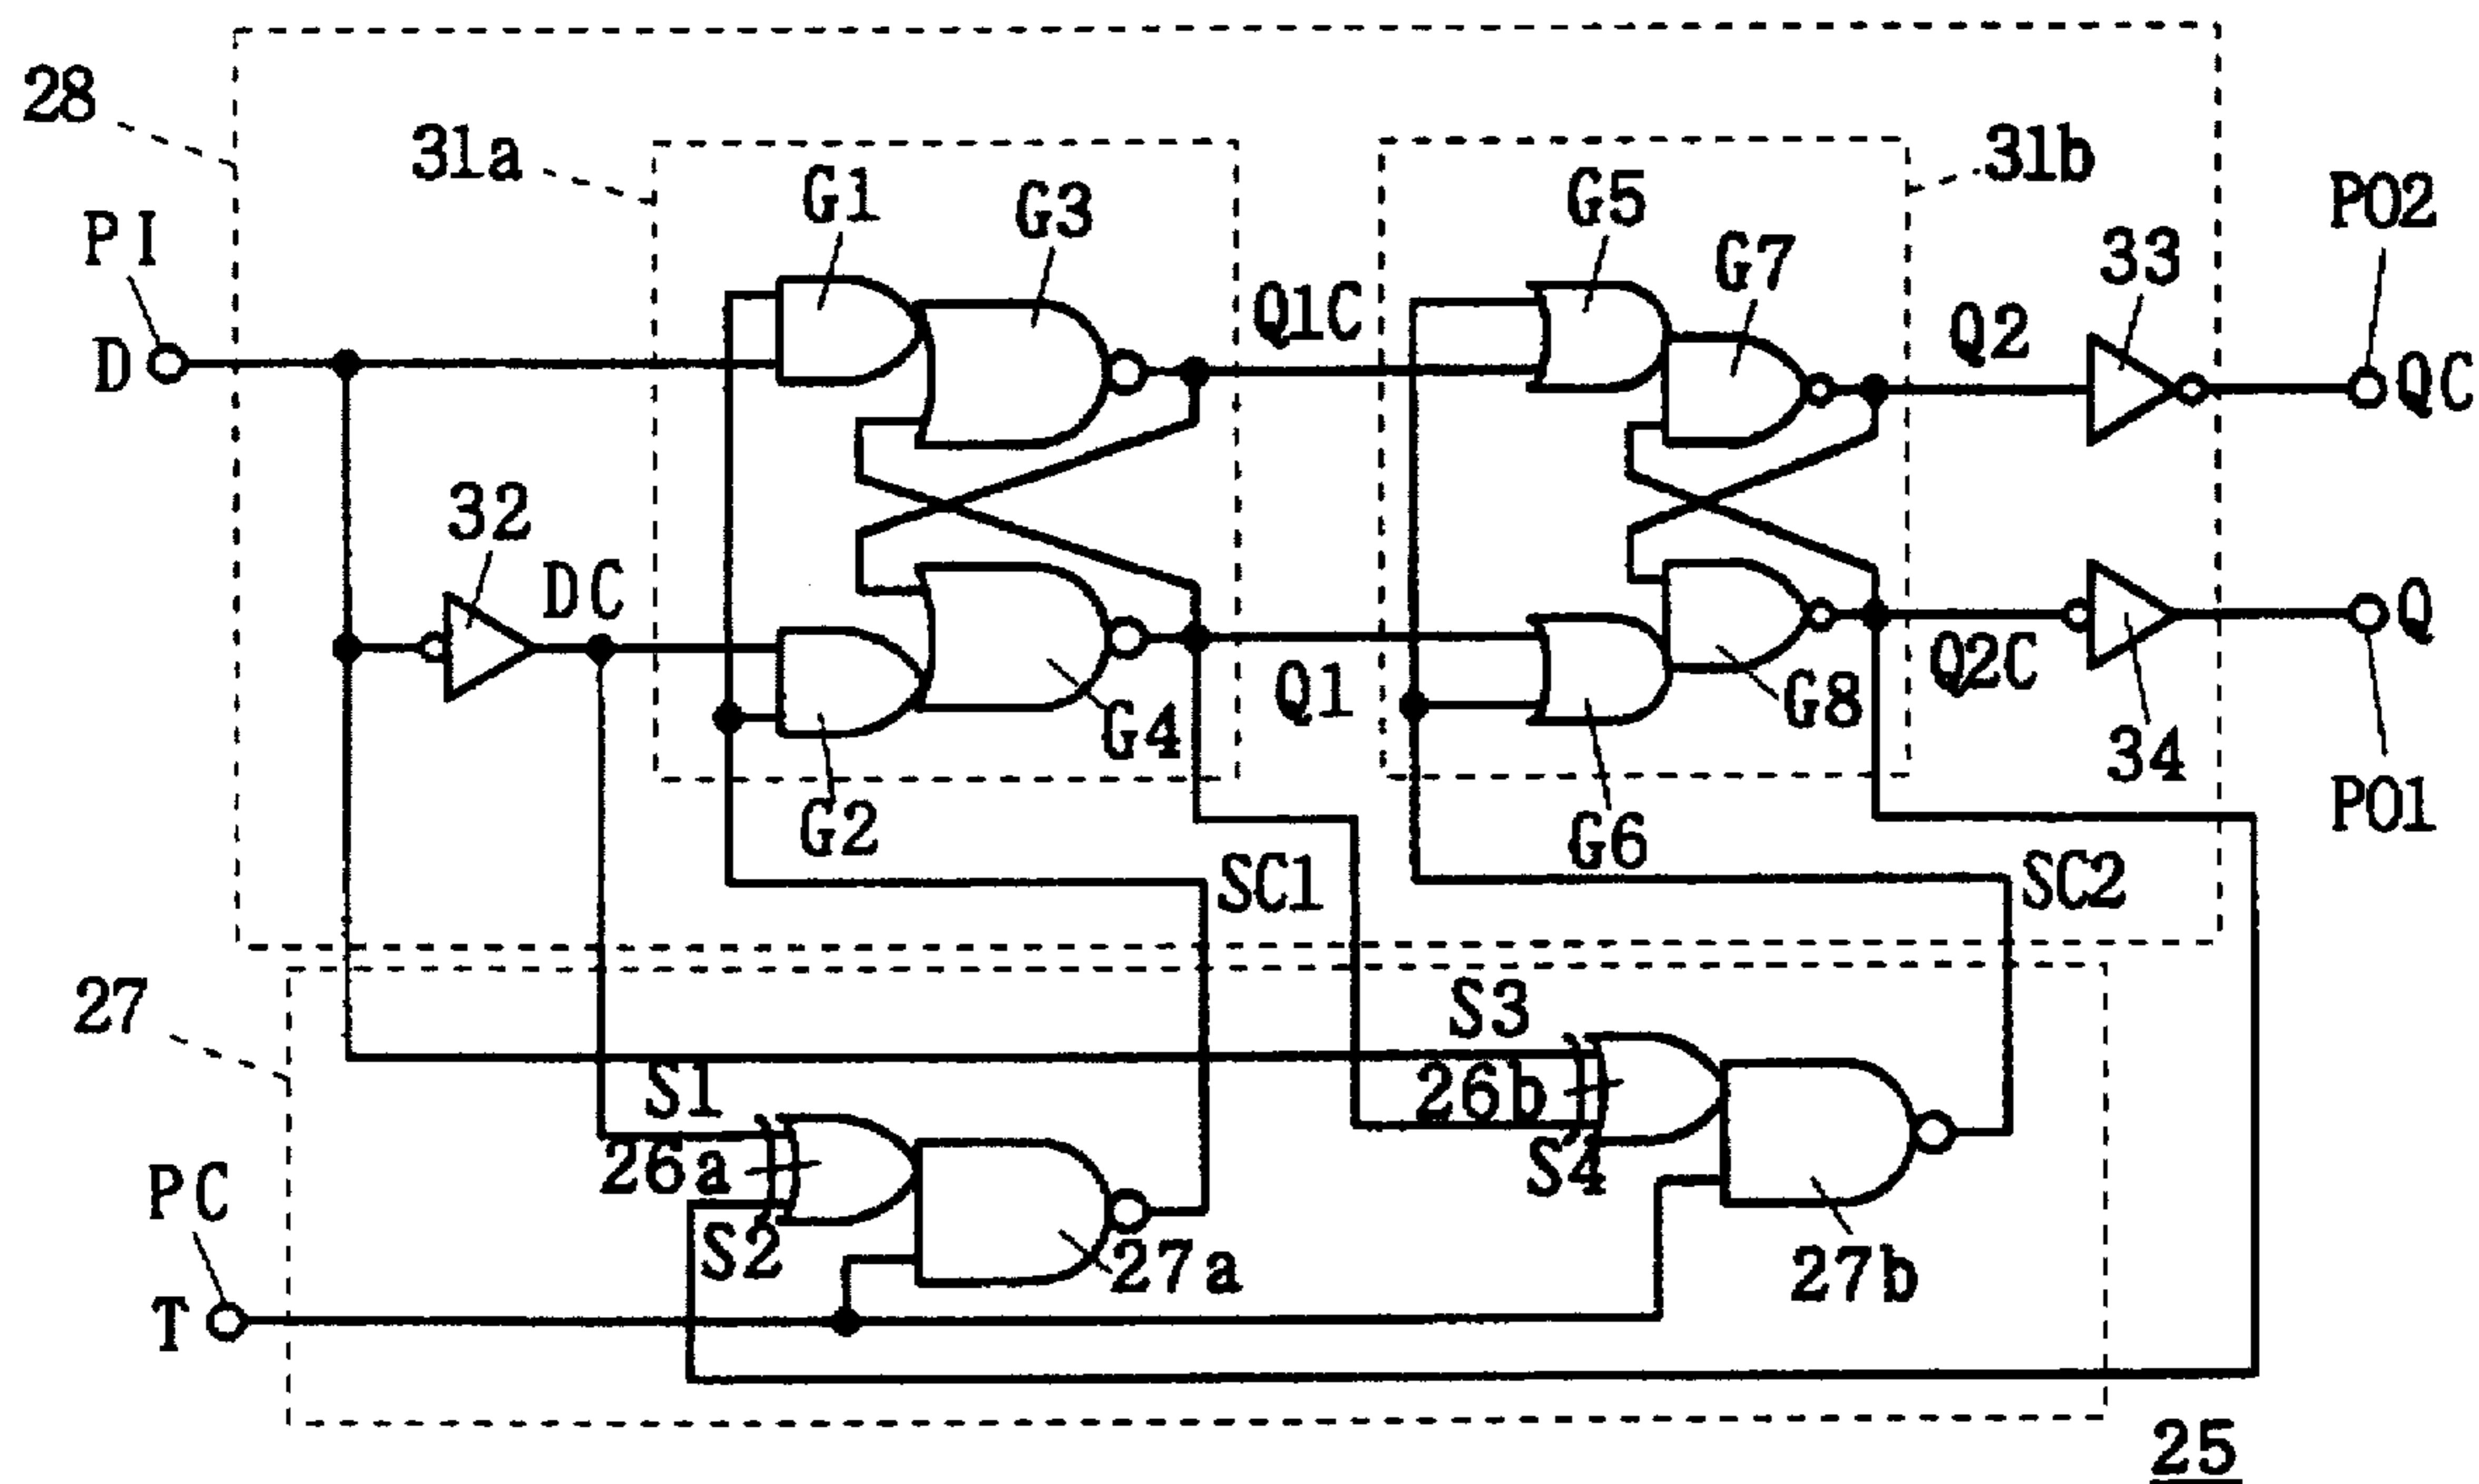 28
31a
G1
G3
G5
31b
PO2
PI
G7
33
D
Q1C
Q2
QC
32
DC
Q
Q1
Q2C
G4
G8
34
G2
SC1
G6
SC2
PO1
27
S3
S1
26b
26a
S4
PC
S2
27a
27b
T
25